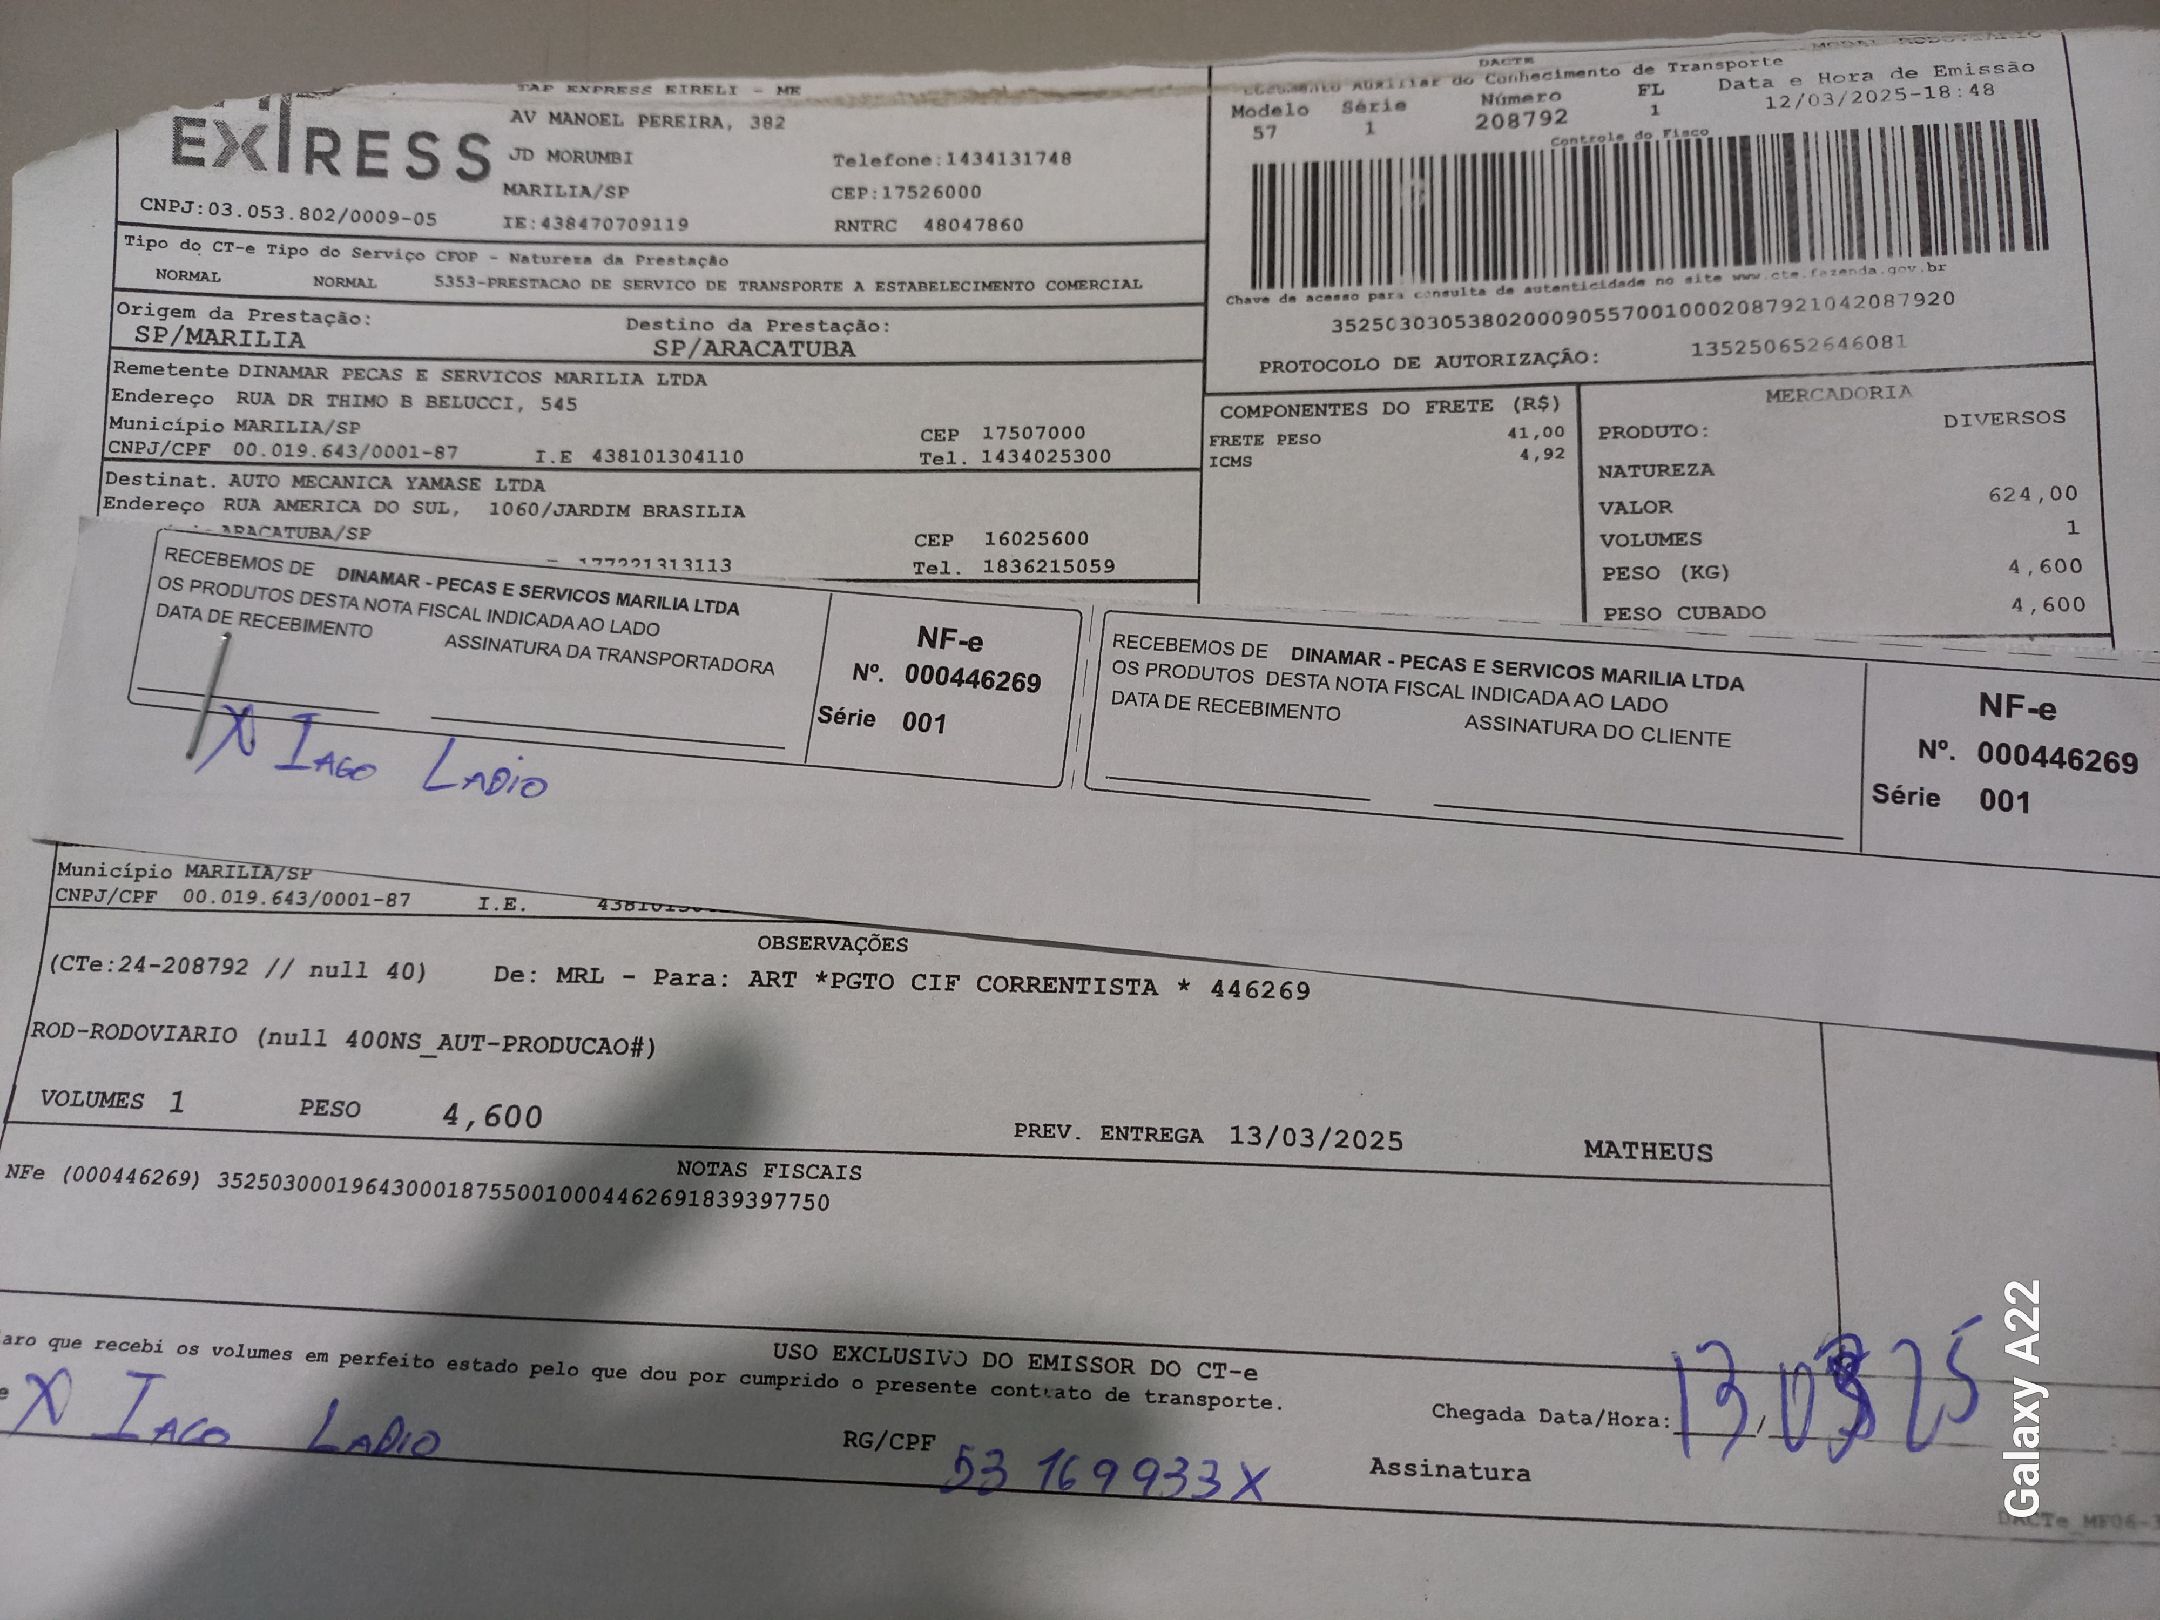 EXPRESS
TAP EXPRESS EIRELI - ME
AV MANOEL PEREIRA, 382
JD MORUMBI Telefone:1434131748
MARILIA/SP CEP:17526000
CNPJ:03.053.802/0009-05 IE:438470709119 RNTRC 48047860
MODAL RODOVIARIO
DACTE
Documento Auxiliar do Conhecimento de Transporte
Modelo Série Número FL Data e Hora de Emissão
57 1 208792 1 12/03/2025-18:48
Controle do Fisco
Chave de acesso para consulta de autenticidade no site www.cte.fazenda.gov.br
35250303053802000905570010002087921042087920
PROTOCOLO DE AUTORIZAÇÃO: 135250652646081
Tipo do CT-e Tipo do Serviço CFOP - Natureza da Prestação
NORMAL NORMAL 5353-PRESTACAO DE SERVICO DE TRANSPORTE A ESTABELECIMENTO COMERCIAL
Origem da Prestação: Destino da Prestação:
SP/MARILIA SP/ARACATUBA
Remetente DINAMAR PECAS E SERVICOS MARILIA LTDA
Endereço RUA DR THIMO B BELUCCI, 545
Município MARILIA/SP CEP 17507000
CNPJ/CPF 00.019.643/0001-87 I.E 438101304110 Tel. 1434025300
Destinat. AUTO MECANICA YAMASE LTDA
Endereço RUA AMERICA DO SUL, 1060/JARDIM BRASILIA
ARACATUBA/SP CEP 16025600
177221313113 Tel. 1836215059
COMPONENTES DO FRETE (R$)
FRETE PESO 41,00
ICMS 4,92
MERCADORIA
PRODUTO: DIVERSOS
NATUREZA
VALOR 624,00
VOLUMES 1
PESO (KG) 4,600
PESO CUBADO 4,600
RECEBEMOS DE DINAMAR - PECAS E SERVICOS MARILIA LTDA
OS PRODUTOS DESTA NOTA FISCAL INDICADA AO LADO
DATA DE RECEBIMENTO ASSINATURA DA TRANSPORTADORA
NF-e
Nº. 000446269
Série 001
X IAGO LADIO
RECEBEMOS DE DINAMAR - PECAS E SERVICOS MARILIA LTDA
OS PRODUTOS DESTA NOTA FISCAL INDICADA AO LADO
DATA DE RECEBIMENTO ASSINATURA DO CLIENTE
NF-e
Nº. 000446269
Série 001
Município MARILIA/SP
CNPJ/CPF 00.019.643/0001-87 I.E.
OBSERVAÇÕES
(CTe:24-208792 // null 40) De: MRL - Para: ART *PGTO CIF CORRENTISTA * 446269
ROD-RODOVIARIO (null 400NS_AUT-PRODUCAO#)
VOLUMES 1 PESO 4,600 PREV. ENTREGA 13/03/2025 MATHEUS
NOTAS FISCAIS
NFe (000446269) 35250300019643000187550010004462691839397750
USO EXCLUSIVO DO EMISSOR DO CT-e
aro que recebi os volumes em perfeito estado pelo que dou por cumprido o presente contrato de transporte.
X IAGO LADIO RG/CPF 53 169 933X
Chegada Data/Hora: 13/03 25
Assinatura
DACTe_MF06-3
Galaxy A22